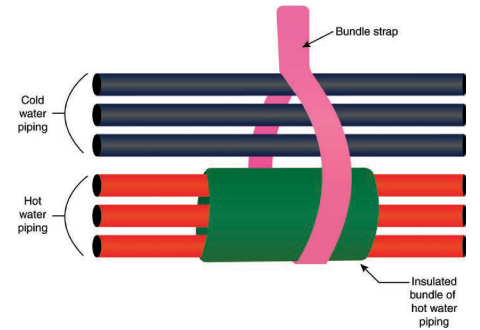 Bundle strap
Cold
water
piping
Hot
water
piping
Insulated
bundle of
hot water
piping